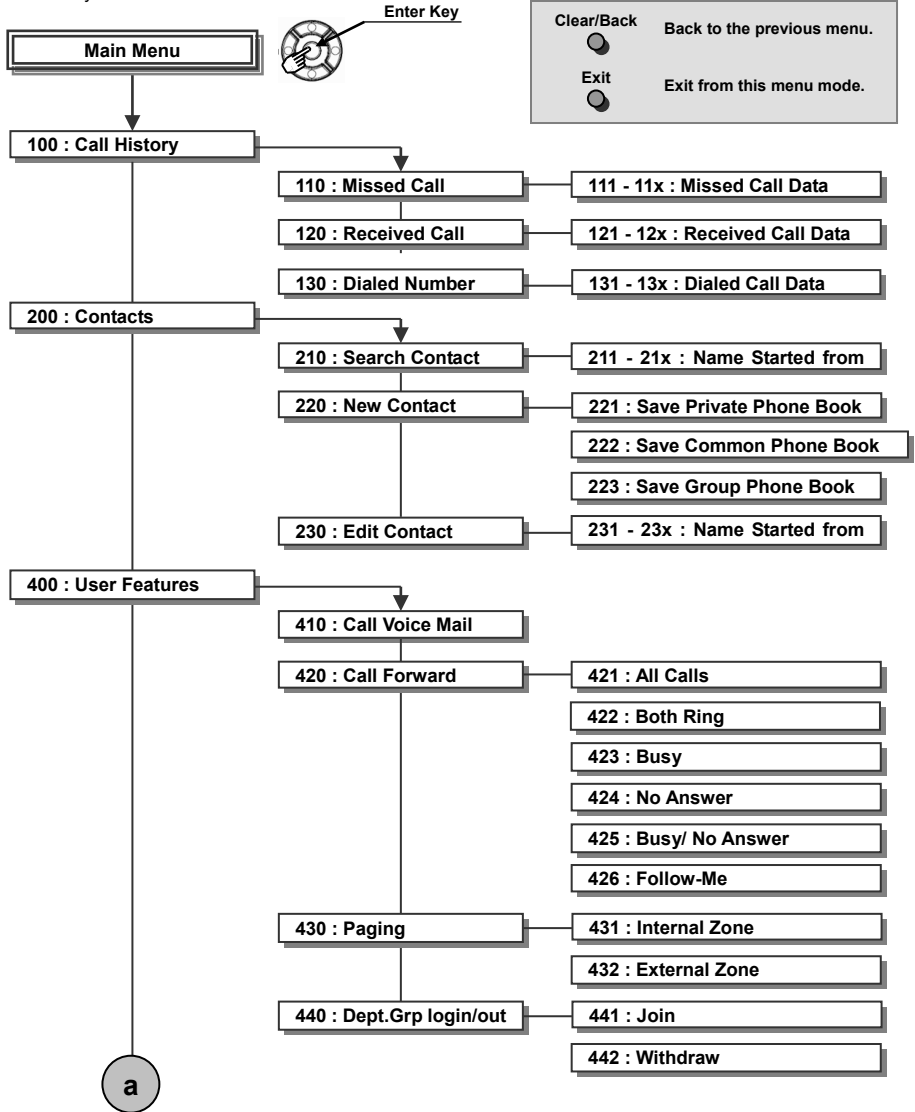 Enter Key
Clear/Back
Back to the previous menu.
Exit
Exit from this menu mode.
Main Menu
100 : Call History
110 : Missed Call
111 - 11x : Missed Call Data
120 : Received Call
121 - 12x : Received Call Data
130 : Dialed Number
131 - 13x : Dialed Call Data
200 : Contacts
210 : Search Contact
211 - 21x : Name Started from
220 : New Contact
221 : Save Private Phone Book
222 : Save Common Phone Book
223 : Save Group Phone Book
230 : Edit Contact
231 - 23x : Name Started from
400 : User Features
410 : Call Voice Mail
420 : Call Forward
421 : All Calls
422 : Both Ring
423 : Busy
424 : No Answer
425 : Busy/ No Answer
426 : Follow-Me
430 : Paging
431 : Internal Zone
432 : External Zone
440 : Dept.Grp login/out
441 : Join
442 : Withdraw
a